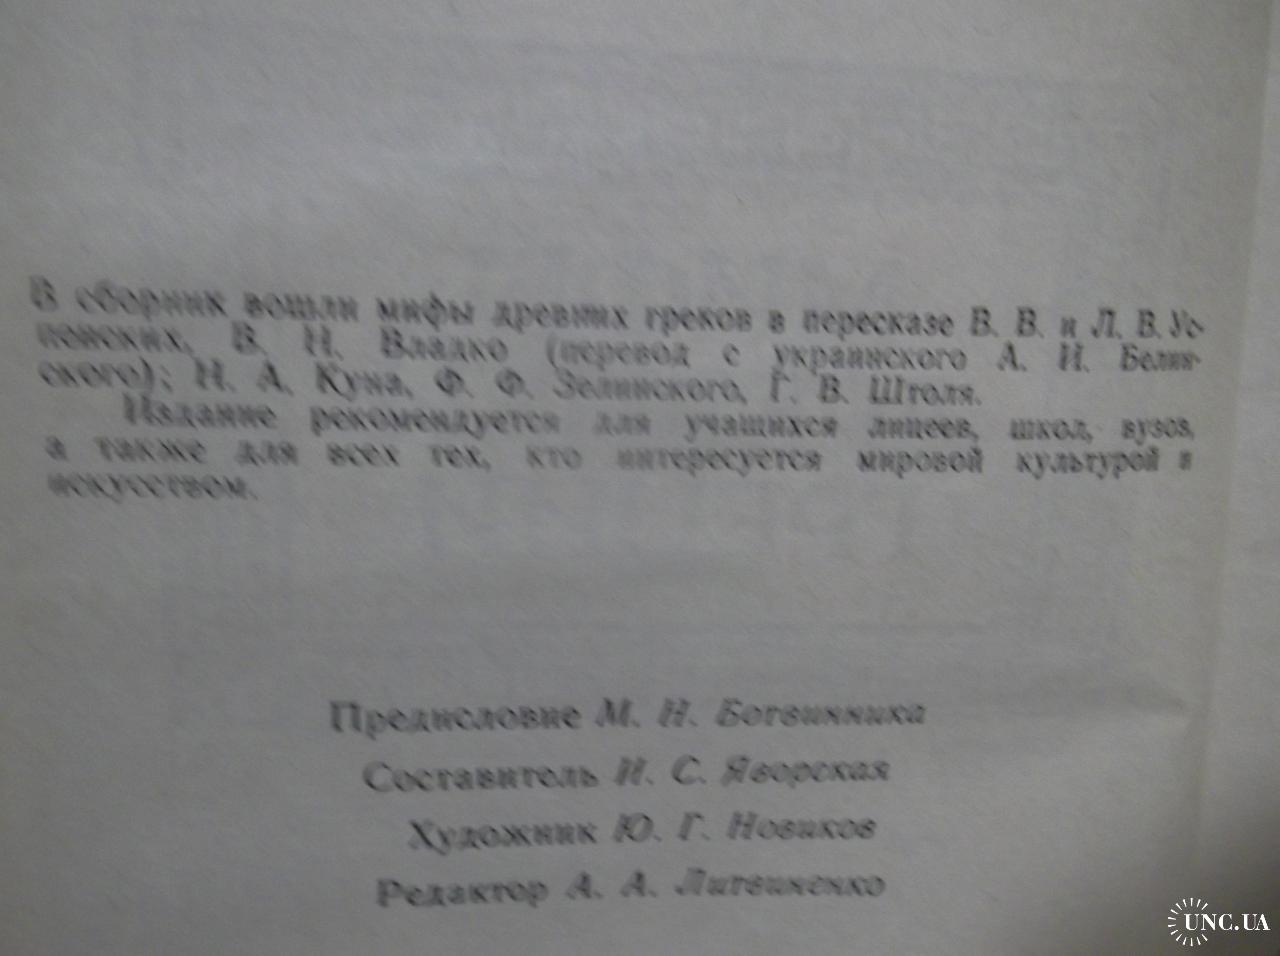 В сборник вошли мифы древних греков в пересказе В. В. и Л. В. Ус-
пенских, В. Н. Владко (перевод с украинского А. И. Белин-
ского); Н. А. Куна, Ф. Ф. Зелинского, Г. В. Штоля.
Издание рекомендуется для учащихся лицеев, школ, вузов,
а также для всех тех, кто интересуется мировой культурой и
искусством.
Предисловие М. Н. Ботвинника
Составитель И. С. Яворская
Художник Ю. Г. Новиков
Редактор А. А. Литвиненко
UNC.UA